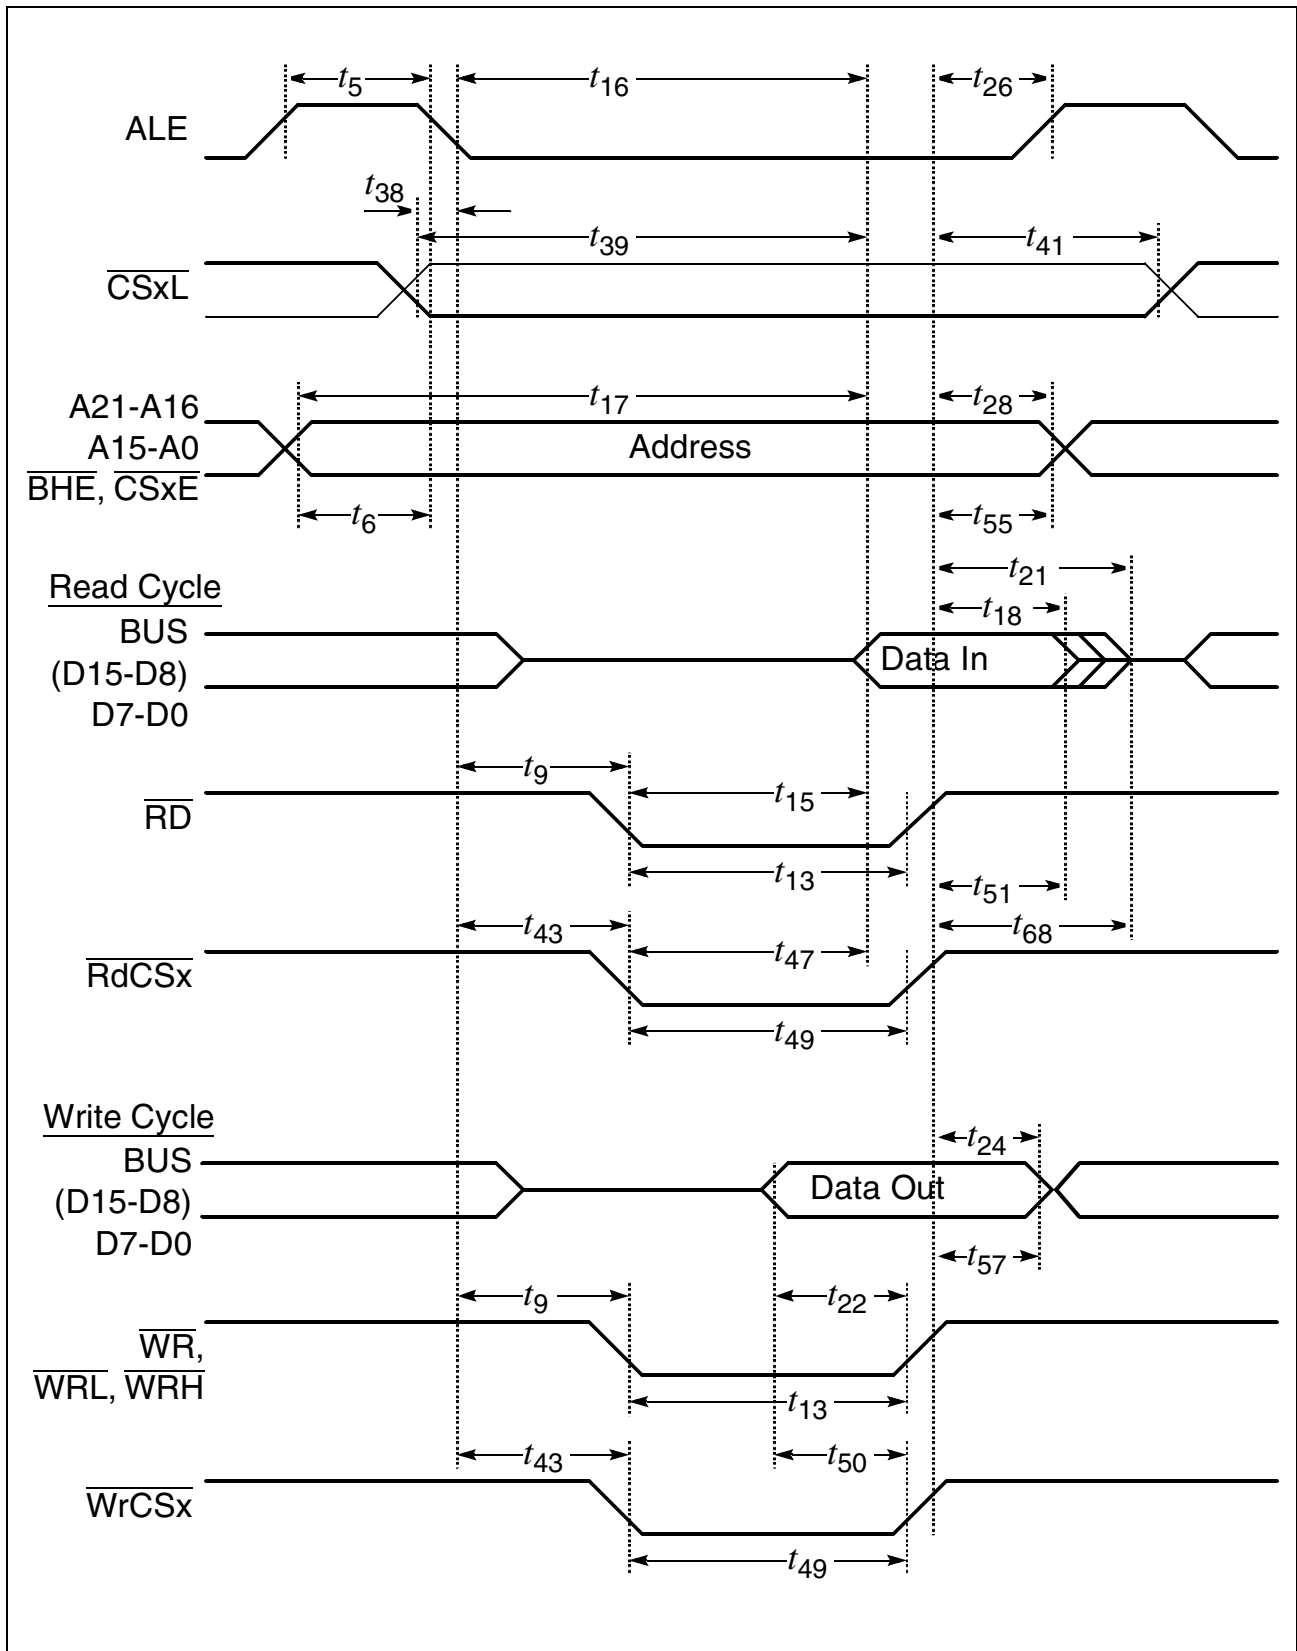 t5
t16
t26
ALE
t38
t39
t41
CSxL
t17
t28
A21-A16
A15-A0
Address
BHE, CSxE
t6
t55
t21
Read Cycle
t18
BUS
Data In
(D15-D8)
D7-D0
t9
t15
RD
t13
t51
t43
t68
t47
RdCSx
t49
Write Cycle
t24
BUS
Data Out
(D15-D8)
D7-D0
t57
t9
t22
WR,
WRL, WRH
t13
t43
t50
WrCSx
t49